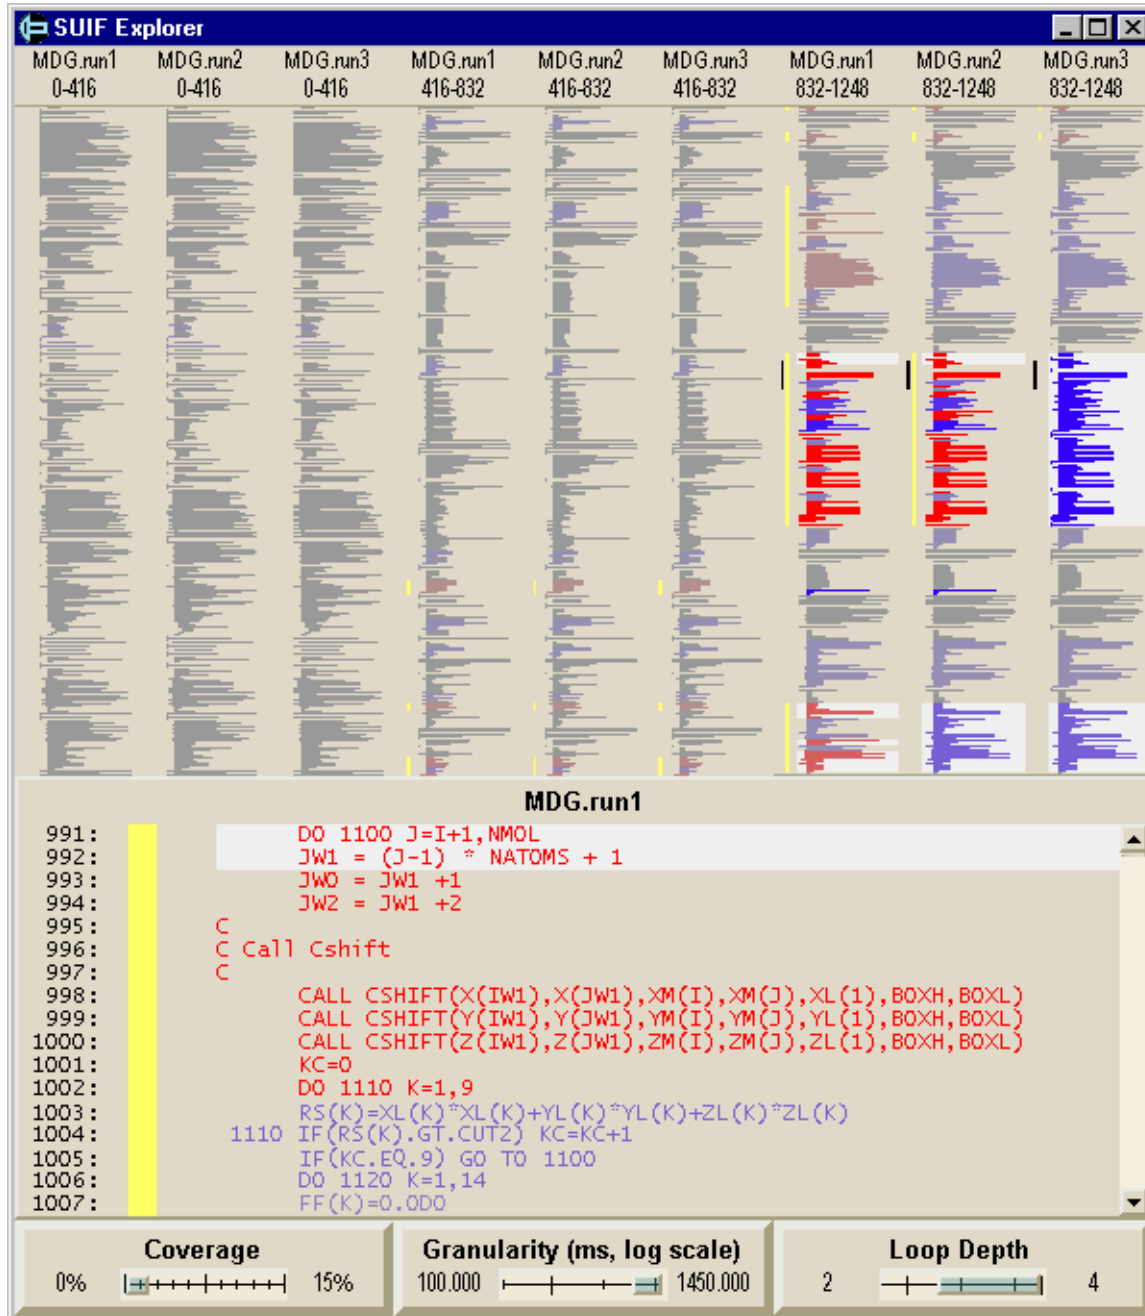 SUIF Explorer
MDG.run1 MDG.run2 MDG.run3 MDG.run1 MDG.run2 MDG.run3 MDG.run1 MDG.run2 MDG.run3
0-416 0-416 0-416 416-832 416-832 416-832 832-1248 832-1248 832-1248
MDG.run1
991: DO 1100 J=I+1,NMOL
992: JW1 = (J-1) * NATOMS + 1
993: JWO = JW1 +1
994: JW2 = JW1 +2
995: C
996: C Call Cshift
997: C
998: CALL CSHIFT(X(IW1),X(JW1),XM(I),XM(J),XL(1),BOXH,BOXL)
999: CALL CSHIFT(Y(IW1),Y(JW1),YM(I),YM(J),YL(1),BOXH,BOXL)
1000: CALL CSHIFT(Z(IW1),Z(JW1),ZM(I),ZM(J),ZL(1),BOXH,BOXL)
1001: KC=0
1002: DO 1110 K=1,9
1003: RS(K)=XL(K)*XL(K)+YL(K)*YL(K)+ZL(K)*ZL(K)
1004: 1110 IF(RS(K).GT.CUT2) KC=KC+1
1005: IF(KC.EQ.9) GO TO 1100
1006: DO 1120 K=1,14
1007: FF(K)=0.0D0
Coverage Granularity (ms, log scale) Loop Depth
0% 15% 100.000 1450.000 2 4